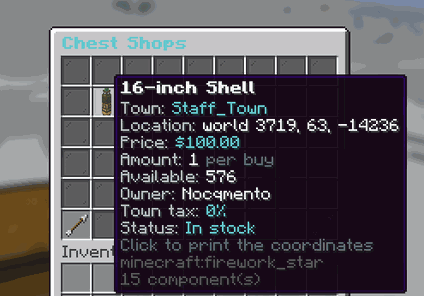 Chest Shops
16-inch Shell
Town: Staff_Town
Location: world 3719, 63, -14236
Price: $100.00
Amount: 1 per buy
Available: 576
Owner: Nocqmento
Town tax: 0%
Status: In stock
Click to print the coordinates
minecraft:firework_star
15 component(s)
Invent